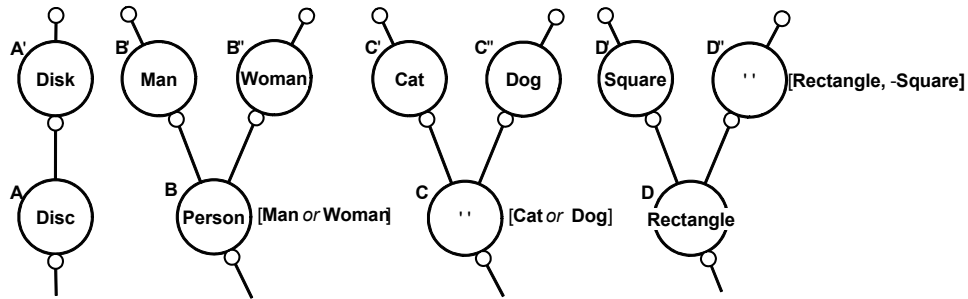 A' B' B" C' C" D' D"
Disk Man Woman Cat Dog Square ' ' [Rectangle, -Square]
A B C D
Disc Person [Man or Woman] ' ' [Cat or Dog] Rectangle